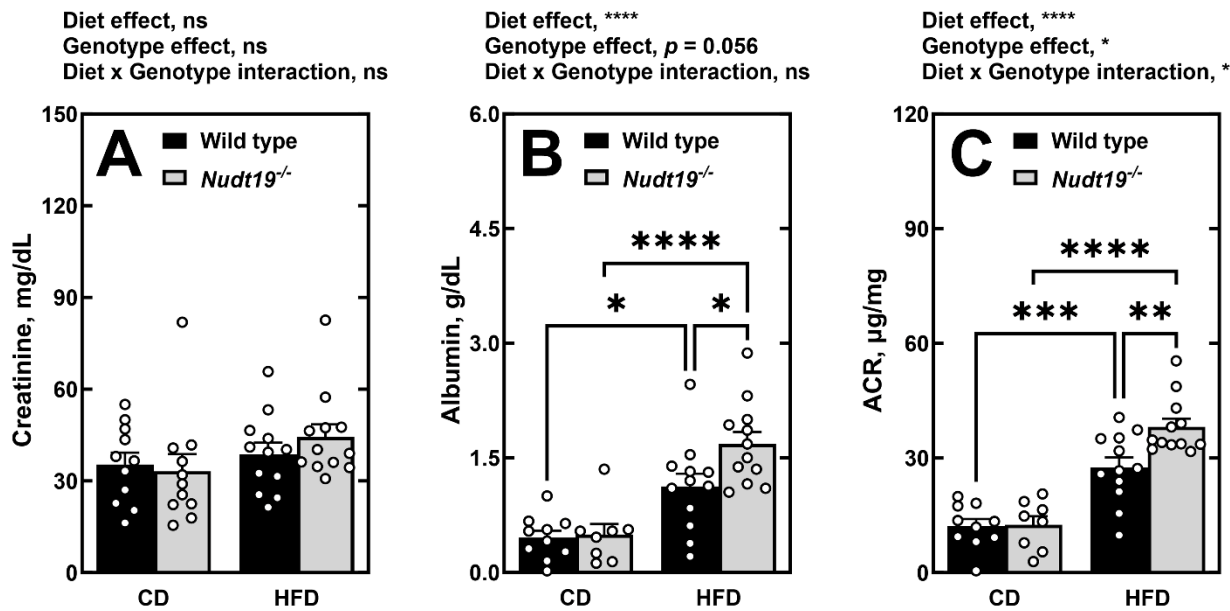 Diet effect, ns
Genotype effect, ns
Diet x Genotype interaction, ns
Diet effect, ****
Genotype effect, p = 0.056
Diet x Genotype interaction, ns
Diet effect, ****
Genotype effect, *
Diet x Genotype interaction, *
A
Wild type
Nudt19-/-
Creatinine, mg/dL
150
120
90
60
30
0
CD
HFD
B
Wild type
Nudt19-/-
Albumin, g/dL
6.0
4.5
3.0
1.5
0.0
****
*
*
CD
HFD
C
Wild type
Nudt19-/-
ACR, µg/mg
120
90
60
30
0
****
***
**
CD
HFD